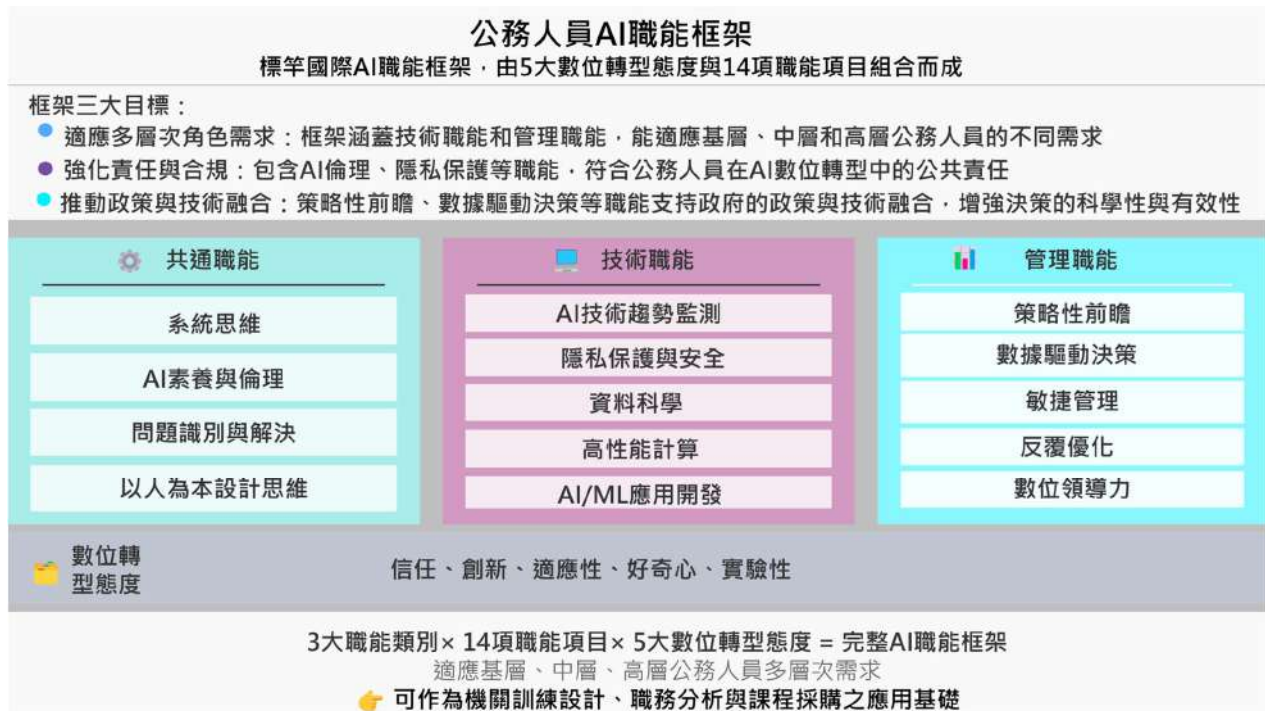 公務人員AI職能框架
標竿國際AI職能框架，由5大數位轉型態度與14項職能項目組合而成
框架三大目標：
適應多層次角色需求：框架涵蓋技術職能和管理職能，能適應基層、中層和高層公務人員的不同需求
強化責任與合規：包含AI倫理、隱私保護等職能，符合公務人員在AI數位轉型中的公共責任
推動政策與技術融合：策略性前瞻、數據驅動決策等職能支持政府的政策與技術融合，增強決策的科學性與有效性
共通職能
系統思維
AI素養與倫理
問題識別與解決
以人為本設計思維
技術職能
AI技術趨勢監測
隱私保護與安全
資料科學
高性能計算
AI/ML應用開發
管理職能
策略性前瞻
數據驅動決策
敏捷管理
反覆優化
數位領導力
數位轉
型態度
信任、創新、適應性、好奇心、實驗性
3大職能類別× 14項職能項目× 5大數位轉型態度 = 完整AI職能框架
適應基層、中層、高層公務人員多層次需求
👉 可作為機關訓練設計、職務分析與課程採購之應用基礎